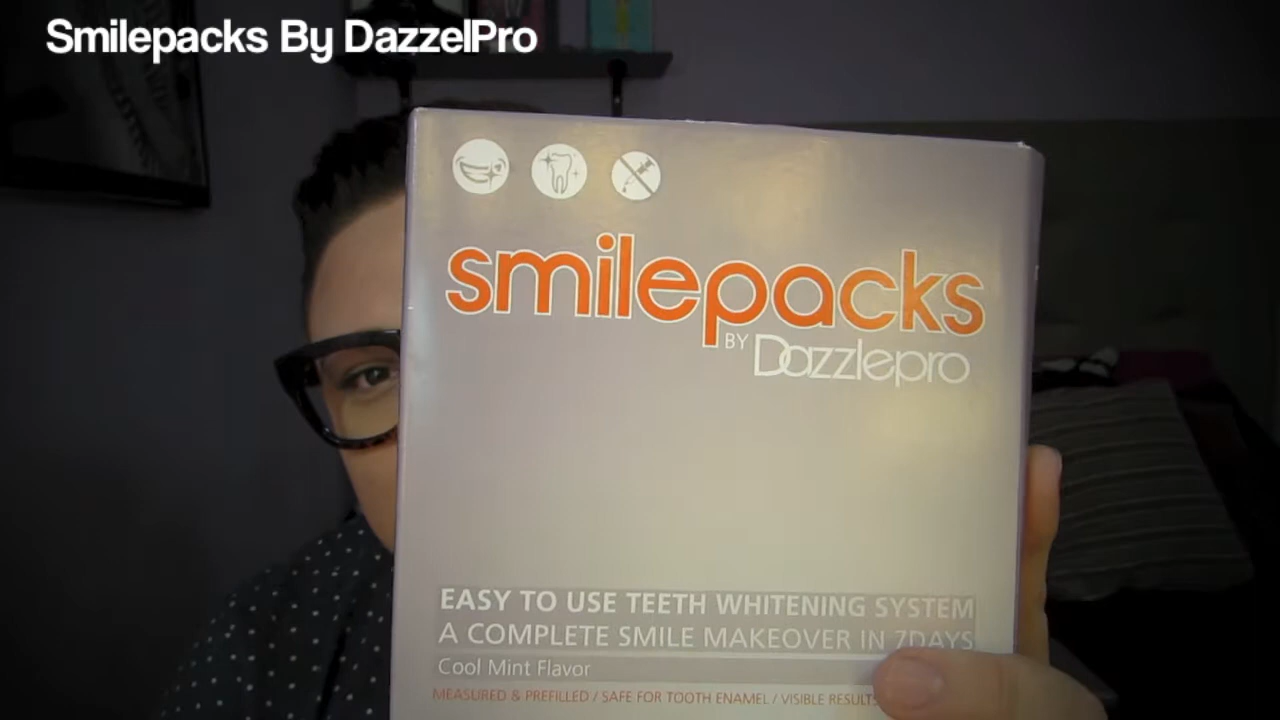 Smilepacks By DazzelPro
smilepacks
BY Dazzlepro
EASY TO USE TEETH WHITENING SYSTEM
A COMPLETE SMILE MAKEOVER IN 7DAYS
Cool Mint Flavor
MEASURED & PREFILLED / SAFE FOR TOOTH ENAMEL / VISIBLE RESULTS